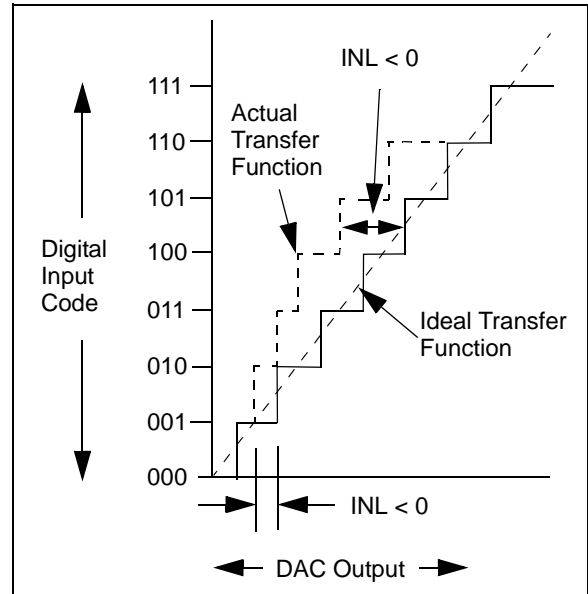 INL < 0
111
Actual
Transfer
Function
110
101
100
Digital
Input
Code
011
Ideal Transfer
Function
010
001
000
INL < 0
DAC Output